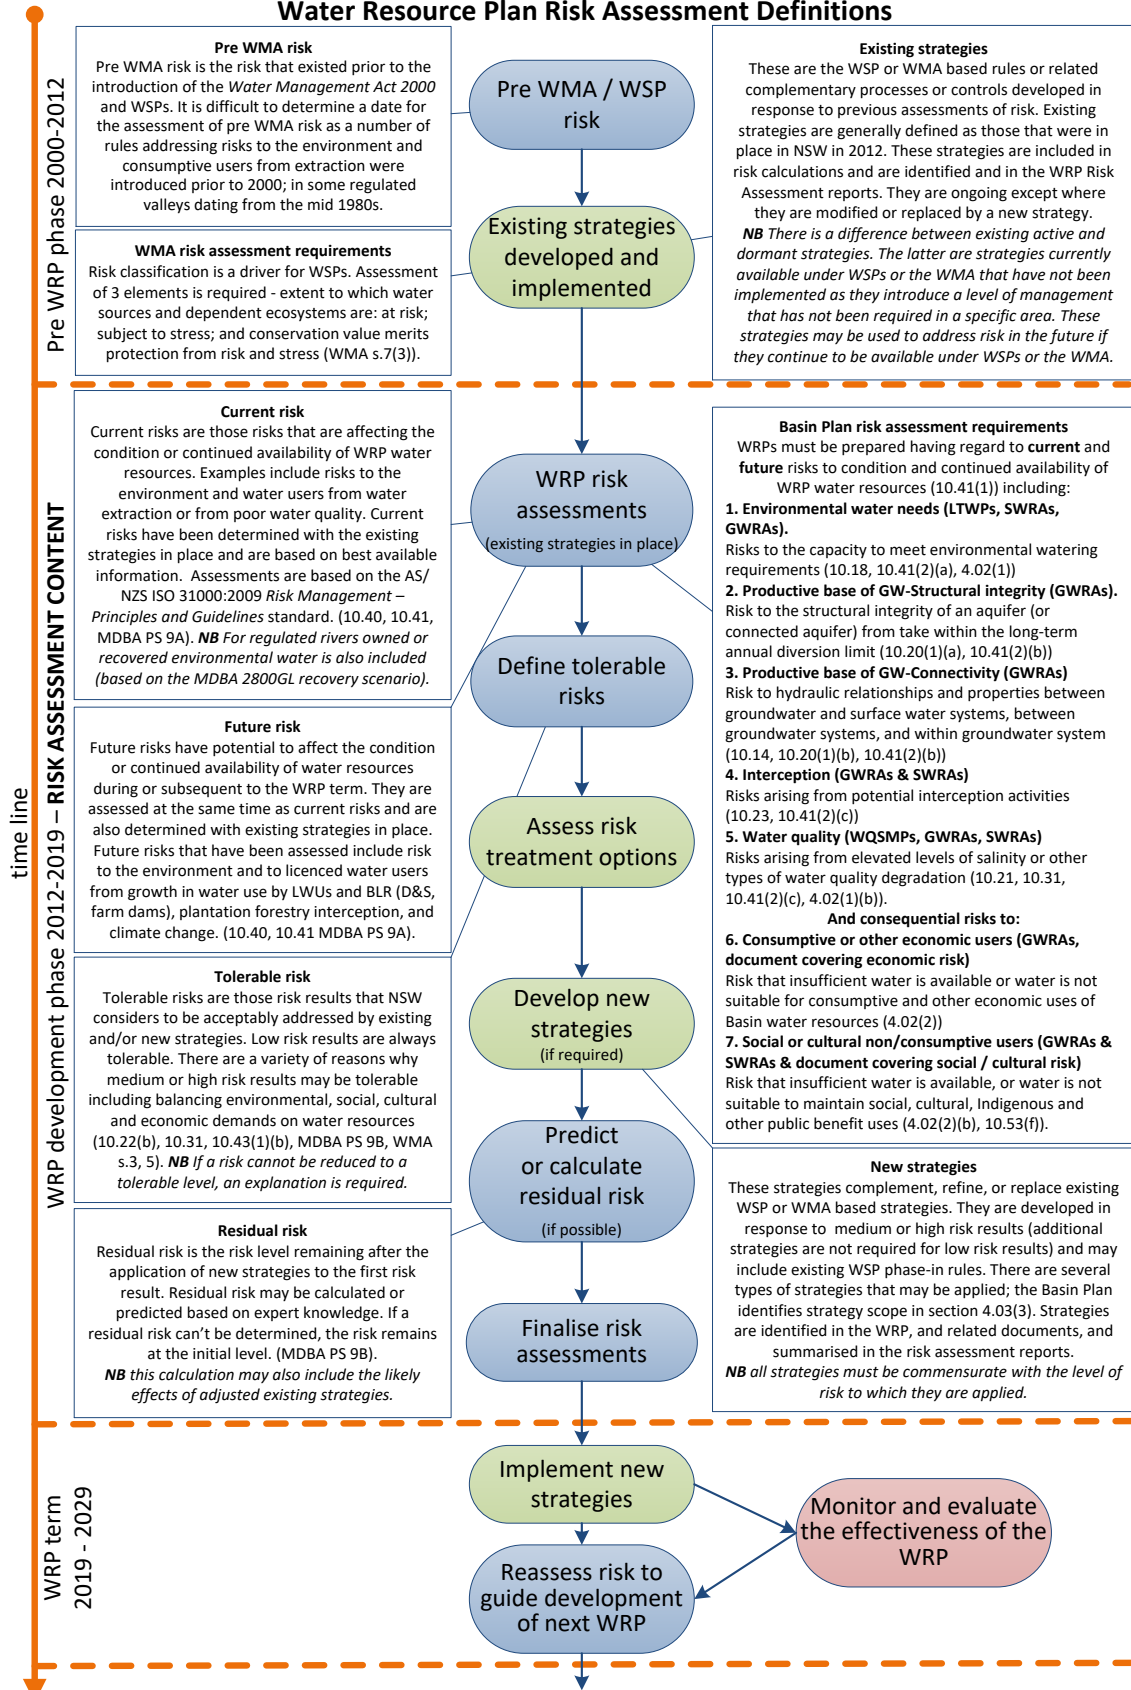 Water Resource Plan Risk Assessment Definitions
time line
Pre WRP phase 2000-2012
Pre WMA risk
Pre WMA risk is the risk that existed prior to the
introduction of the Water Management Act 2000
and WSPs. It is difficult to determine a date for
the assessment of pre WMA risk as a number of
rules addressing risks to the environment and
consumptive users from extraction were
introduced prior to 2000; in some regulated
valleys dating from the mid 1980s.
WMA risk assessment requirements
Risk classification is a driver for WSPs. Assessment
of 3 elements is required - extent to which water
sources and dependent ecosystems are: at risk;
subject to stress; and conservation value merits
protection from risk and stress (WMA s.7(3)).
Pre WMA / WSP
risk
Existing strategies
developed and
implemented
Existing strategies
These are the WSP or WMA based rules or related
complementary processes or controls developed in
response to previous assessments of risk. Existing
strategies are generally defined as those that were in
place in NSW in 2012. These strategies are included in
risk calculations and are identified and in the WRP Risk
Assessment reports. They are ongoing except where
they are modified or replaced by a new strategy.
NB There is a difference between existing active and
dormant strategies. The latter are strategies currently
available under WSPs or the WMA that have not been
implemented as they introduce a level of management
that has not been required in a specific area. These
strategies may be used to address risk in the future if
they continue to be available under WSPs or the WMA.
WRP development phase 2012-2019 – RISK ASSESSMENT CONTENT
Current risk
Current risks are those risks that are affecting the
condition or continued availability of WRP water
resources. Examples include risks to the
environment and water users from water
extraction or from poor water quality. Current
risks have been determined with the existing
strategies in place and are based on best available
information.  Assessments are based on the AS/
NZS ISO 31000:2009 Risk Management –
Principles and Guidelines standard. (10.40, 10.41,
MDBA PS 9A). NB For regulated rivers owned or
recovered environmental water is also included
(based on the MDBA 2800GL recovery scenario).
Future risk
Future risks have potential to affect the condition
or continued availability of water resources
during or subsequent to the WRP term. They are
assessed at the same time as current risks and are
also determined with existing strategies in place.
Future risks that have been assessed include risk
to the environment and to licenced water users
from growth in water use by LWUs and BLR (D&S,
farm dams), plantation forestry interception, and
climate change. (10.40, 10.41 MDBA PS 9A).
Tolerable risk
Tolerable risks are those risk results that NSW
considers to be acceptably addressed by existing
and/or new strategies. Low risk results are always
tolerable. There are a variety of reasons why
medium or high risk results may be tolerable
including balancing environmental, social, cultural
and economic demands on water resources
(10.22(b), 10.31, 10.43(1)(b), MDBA PS 9B, WMA
s.3, 5). NB If a risk cannot be reduced to a
tolerable level, an explanation is required.
Residual risk
Residual risk is the risk level remaining after the
application of new strategies to the first risk
result. Residual risk may be calculated or
predicted based on expert knowledge. If a
residual risk can’t be determined, the risk remains
at the initial level. (MDBA PS 9B).
NB this calculation may also include the likely
effects of adjusted existing strategies.
WRP risk
assessments
(existing strategies in place)
Define tolerable
risks
Assess risk
treatment options
Develop new
strategies
(if required)
Predict
or calculate
residual risk
(if possible)
Finalise risk
assessments
Basin Plan risk assessment requirements
WRPs must be prepared having regard to current and
future risks to condition and continued availability of
WRP water resources (10.41(1)) including:
1. Environmental water needs (LTWPs, SWRAs,
GWRAs).
Risks to the capacity to meet environmental watering
requirements (10.18, 10.41(2)(a), 4.02(1))
2. Productive base of GW-Structural integrity (GWRAs).
Risk to the structural integrity of an aquifer (or
connected aquifer) from take within the long-term
annual diversion limit (10.20(1)(a), 10.41(2)(b))
3. Productive base of GW-Connectivity (GWRAs)
Risk to hydraulic relationships and properties between
groundwater and surface water systems, between
groundwater systems, and within groundwater system
(10.14, 10.20(1)(b), 10.41(2)(b))
4. Interception (GWRAs & SWRAs)
Risks arising from potential interception activities
(10.23, 10.41(2)(c))
5. Water quality (WQSMPs, GWRAs, SWRAs)
Risks arising from elevated levels of salinity or other
types of water quality degradation (10.21, 10.31,
10.41(2)(c), 4.02(1)(b)).
And consequential risks to:
6. Consumptive or other economic users (GWRAs,
document covering economic risk)
Risk that insufficient water is available or water is not
suitable for consumptive and other economic uses of
Basin water resources (4.02(2))
7. Social or cultural non/consumptive users (GWRAs &
SWRAs & document covering social / cultural risk)
Risk that insufficient water is available, or water is not
suitable to maintain social, cultural, Indigenous and
other public benefit uses (4.02(2)(b), 10.53(f)).
New strategies
These strategies complement, refine, or replace existing
WSP or WMA based strategies. They are developed in
response to  medium or high risk results (additional
strategies are not required for low risk results) and may
include existing WSP phase-in rules. There are several
types of strategies that may be applied; the Basin Plan
identifies strategy scope in section 4.03(3). Strategies
are identified in the WRP, and related documents, and
summarised in the risk assessment reports.
NB all strategies must be commensurate with the level of
risk to which they are applied.
WRP term
2019 - 2029
Implement new
strategies
Reassess risk to
guide development
of next WRP
Monitor and evaluate
the effectiveness of the
WRP